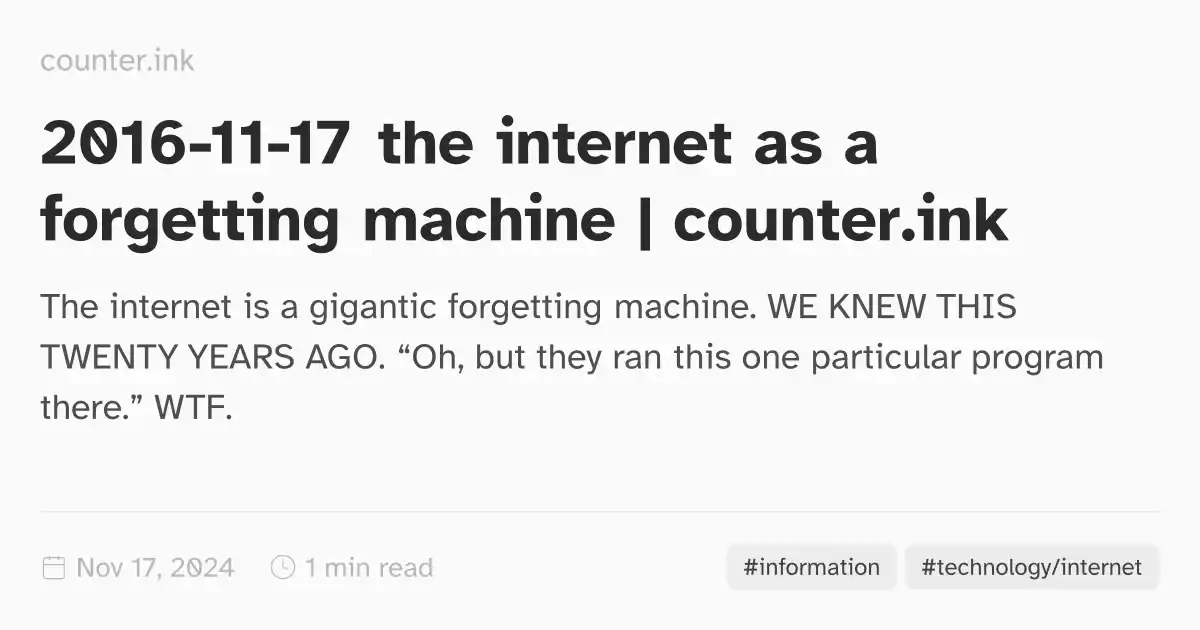 counter.ink
2016-11-17 the internet as a
forgetting machine | counter.ink
The internet is a gigantic forgetting machine. WE KNEW THIS
TWENTY YEARS AGO. “Oh, but they ran this one particular program
there.” WTF.
Nov 17, 2024 1 min read #information #technology/internet